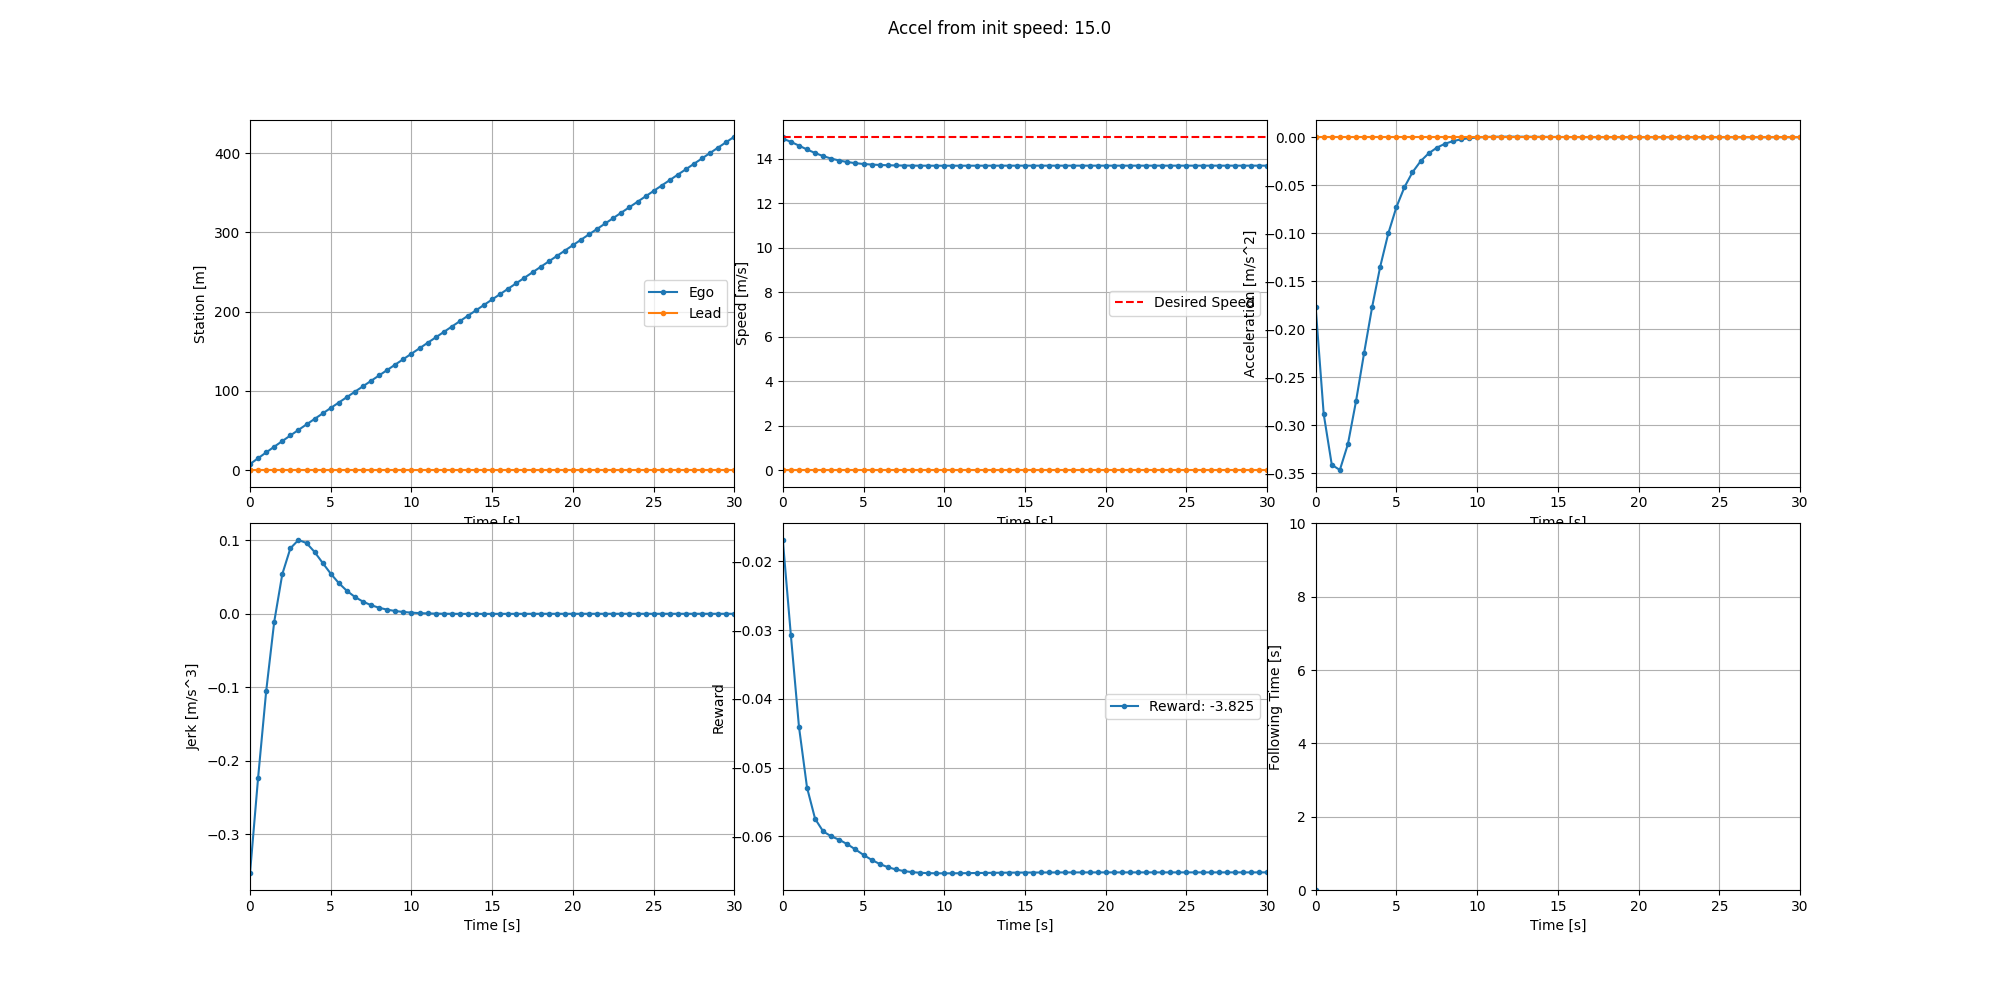 Accel from init speed: 15.0
Station [m]
400
300
200
100
0
Ego
Lead
0 5 10 15 20 25 30
Time [s]
Speed [m/s]
14
12
10
8
6
4
2
0
Desired Speed
0 5 10 15 20 25 30
Time [s]
Acceleration [m/s^2]
0.00
−0.05
−0.10
−0.15
−0.20
−0.25
−0.30
−0.35
0 5 10 15 20 25 30
Time [s]
Jerk [m/s^3]
0.1
0.0
−0.1
−0.2
−0.3
0 5 10 15 20 25 30
Time [s]
Reward
−0.02
−0.03
−0.04
−0.05
−0.06
Reward: -3.825
0 5 10 15 20 25 30
Time [s]
Following Time [s]
10
8
6
4
2
0
0 5 10 15 20 25 30
Time [s]